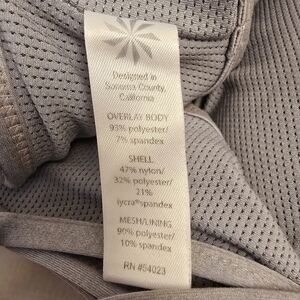 Designed in
Sonoma County,
California
OVERLAY BODY
93% polyester/
7% spandex
SHELL
47% nylon/
32% polyester/
21%
lycra®spandex
MESH/LINING
90% polyester/
10% spandex
RN #54023